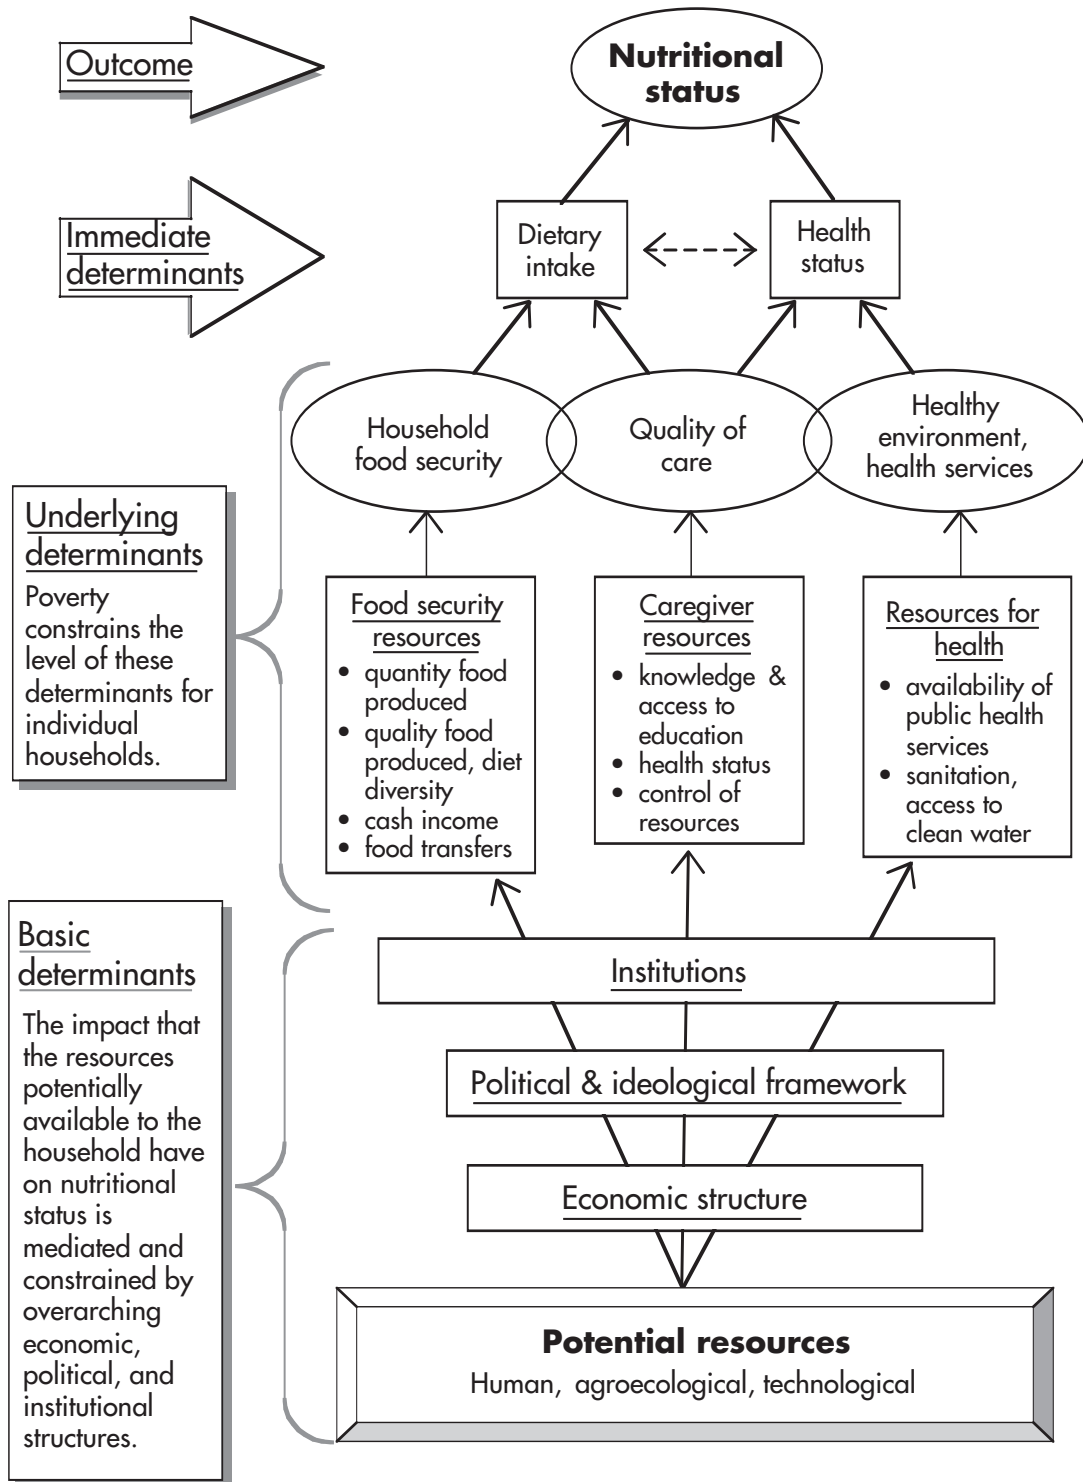 Outcome
Nutritional
status
Immediate
determinants
Dietary
intake
Health
status
Household
food security
Quality of
care
Healthy
environment,
health services
Underlying
determinants
Poverty
constrains the
level of these
determinants for
individual
households.
Food security
resources
• quantity food
produced
• quality food
produced, diet
diversity
• cash income
• food transfers
Caregiver
resources
• knowledge &
access to
education
• health status
• control of
resources
Resources for
health
• availability of
public health
services
• sanitation,
access to
clean water
Basic
determinants
The impact that
the resources
potentially
available to the
household have
on nutritional
status is
mediated and
constrained by
overarching
economic,
political, and
institutional
structures.
Institutions
Political & ideological framework
Economic structure
Potential resources
Human, agroecological, technological